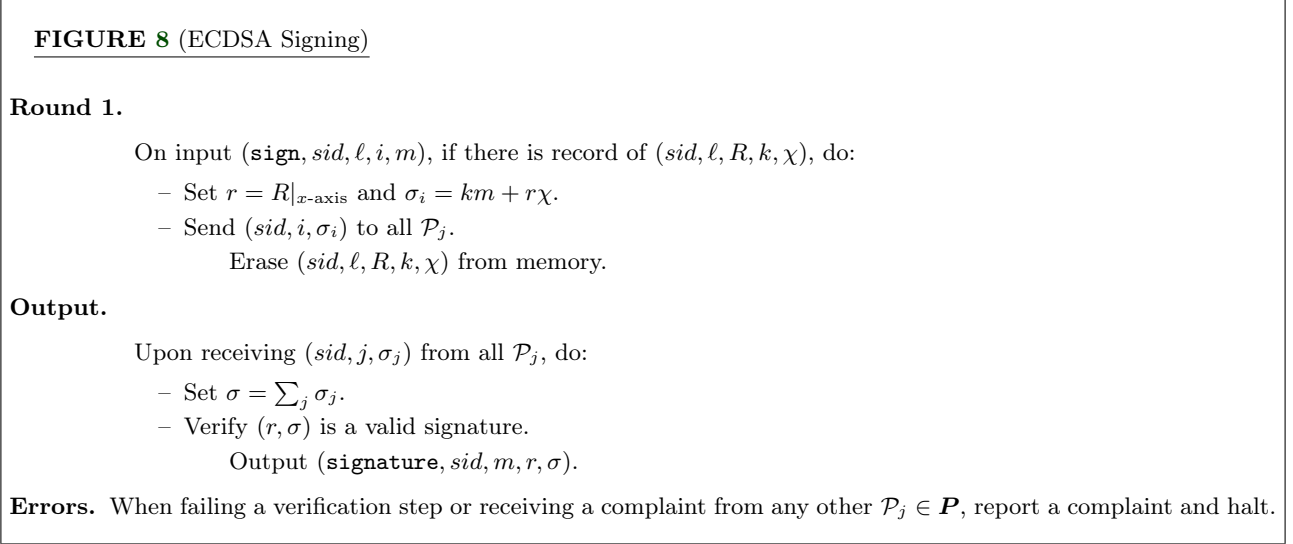 FIGURE 8 (ECDSA Signing)
Round 1.
On input (sign, sid, ℓ, i, m), if there is record of (sid, ℓ, R, k, χ), do:
– Set r = R|x-axis and σi = km + rχ.
– Send (sid, i, σi) to all 𝒫j.
Erase (sid, ℓ, R, k, χ) from memory.
Output.
Upon receiving (sid, j, σj) from all 𝒫j, do:
– Set σ = ∑j σj.
– Verify (r, σ) is a valid signature.
Output (signature, sid, m, r, σ).
Errors. When failing a verification step or receiving a complaint from any other 𝒫j ∈ P, report a complaint and halt.